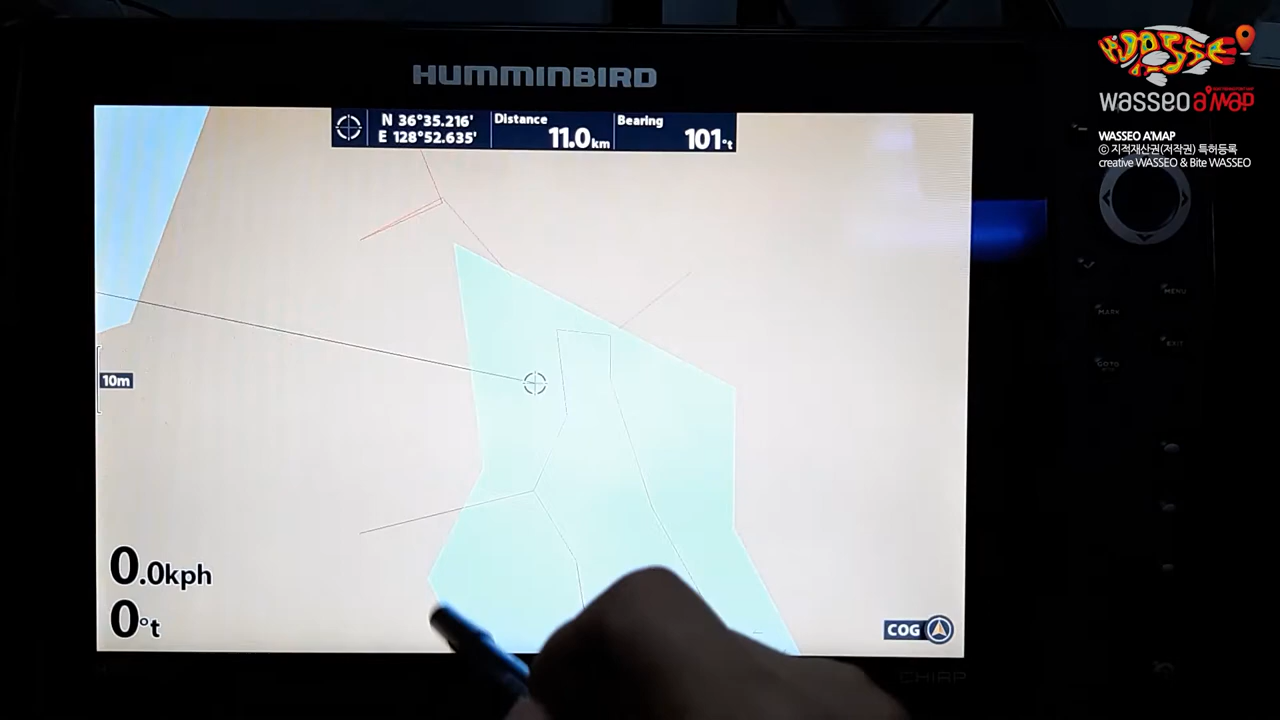 HUMMINBIRD
N 36°35.216'
E 128°52.635'
Distance
11.0km
Bearing
101°t
wasseo a'MAP
WASSEO A'MAP
© 지적재산권(저작권) 특허등록
creative WASSEO & Bite WASSEO
MENU
MARK
EXIT
GOTO
10m
0.0kph
0°t
COG
CHIRP